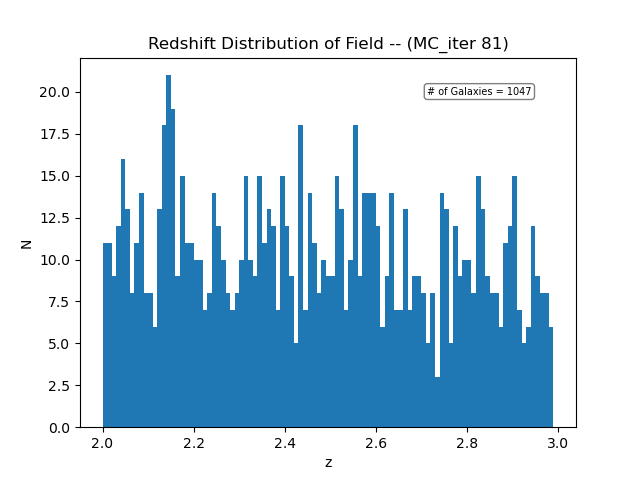 Redshift Distribution of Field -- (MC_iter 81)
# of Galaxies = 1047
20.0
17.5
15.0
12.5
10.0
7.5
5.0
2.5
0.0
N
2.0 2.2 2.4 2.6 2.8 3.0
z